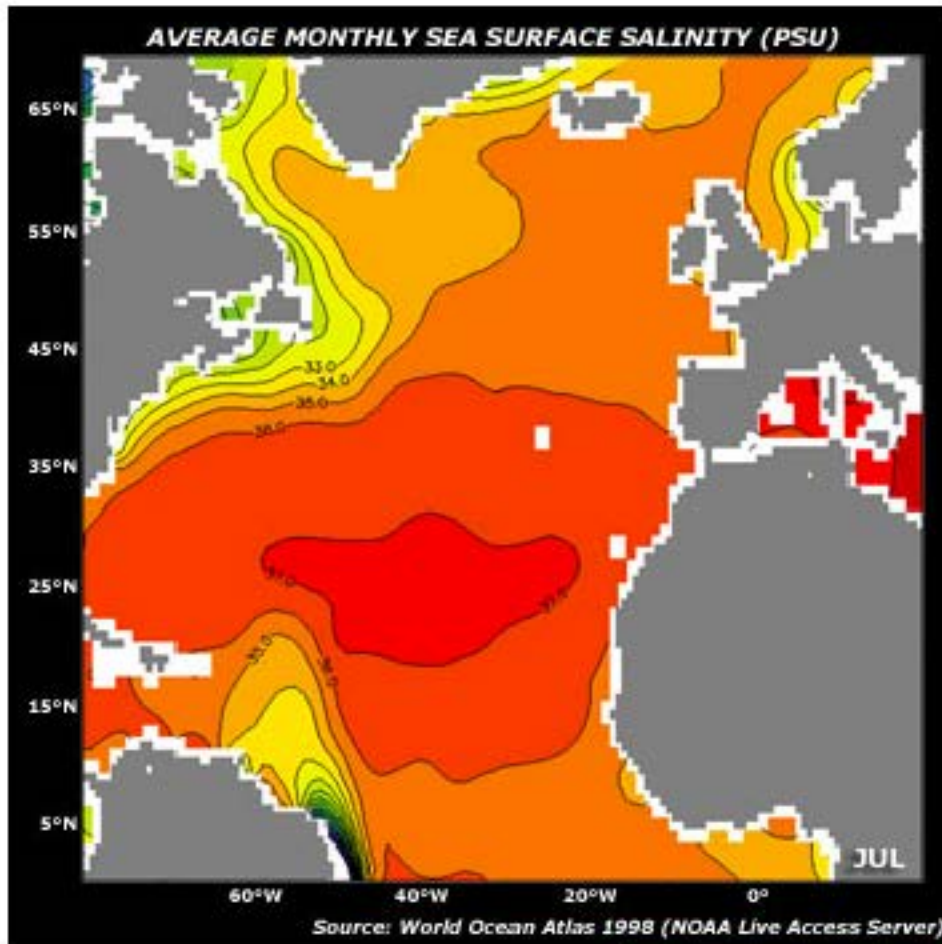 AVERAGE MONTHLY SEA SURFACE SALINITY (PSU)
65°N
55°N
45°N
33.0
34.0
35.0
36.0
35°N
37.0
37.0
25°N
35.0
36.0
15°N
5°N
JUL
60°W 40°W 20°W 0°
Source: World Ocean Atlas 1998 (NOAA Live Access Server)